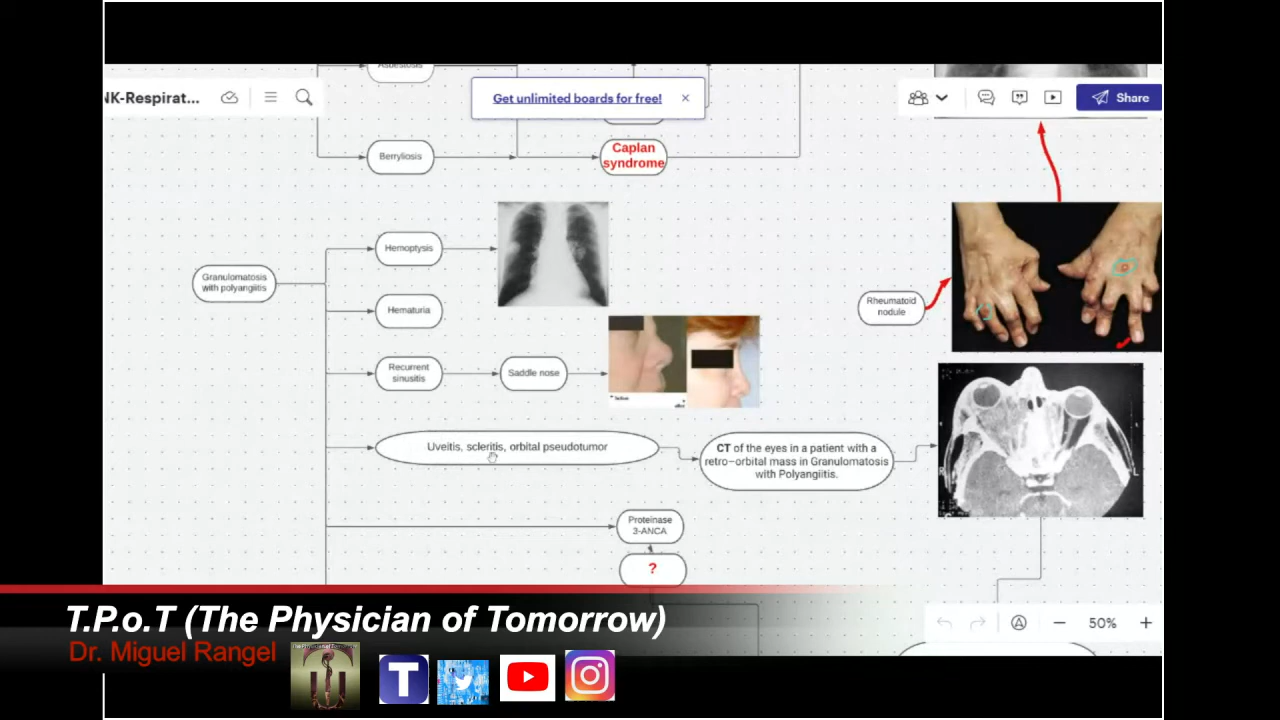 Asbestosis
NK-Respirat...
Get unlimited boards for free!
×
Share
Berryliosis
Caplan
syndrome
Hemoptysis
Granulomatosis
with polyangiitis
Hematuria
Rheumatoid
nodule
Recurrent
sinusitis
Saddle nose
Uveitis, scleritis, orbital pseudotumor
CT of the eyes in a patient with a
retro-orbital mass in Granulomatosis
with Polyangiitis.
R
L
Proteinase
3-ANCA
?
T.P.o.T (The Physician of Tomorrow)
Dr. Miguel Rangel
50%